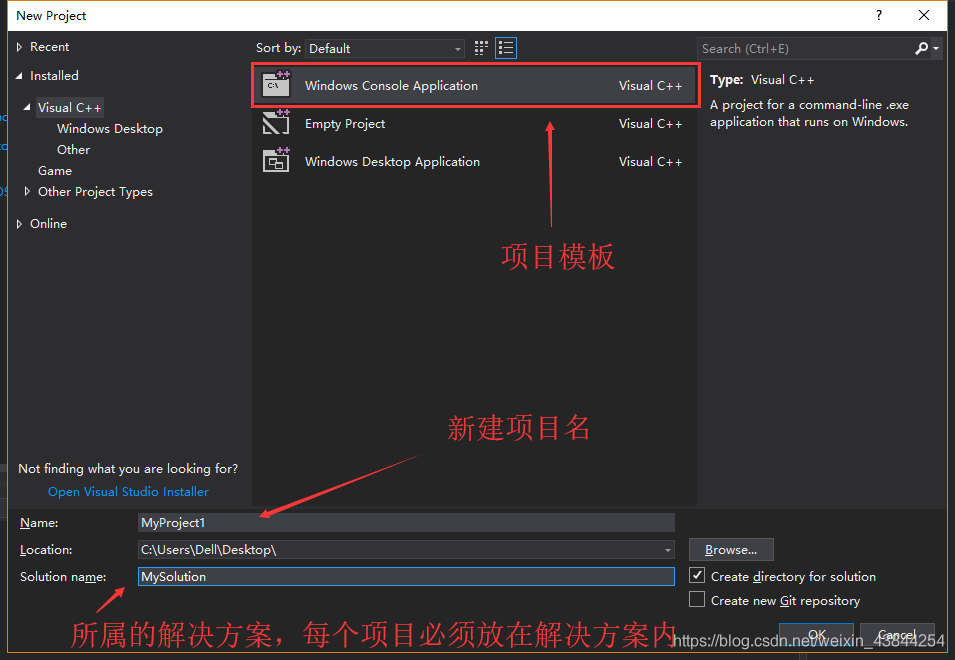 New Project
?
Recent
Installed
Visual C++
Windows Desktop
Other
Game
Other Project Types
Online
Not finding what you are looking for?
Open Visual Studio Installer
Sort by: Default
Windows Console Application Visual C++
Empty Project Visual C++
Windows Desktop Application Visual C++
项目模板
新建项目名
Search (Ctrl+E)
Type: Visual C++
A project for a command-line .exe
application that runs on Windows.
Name: MyProject1
Location: C:\Users\Dell\Desktop\
Browse...
Solution name: MySolution
Create directory for solution
Create new Git repository
所属的解决方案，每个项目必须放在解决方案内
OK
Cancel
https://blog.csdn.net/weixin_43844254